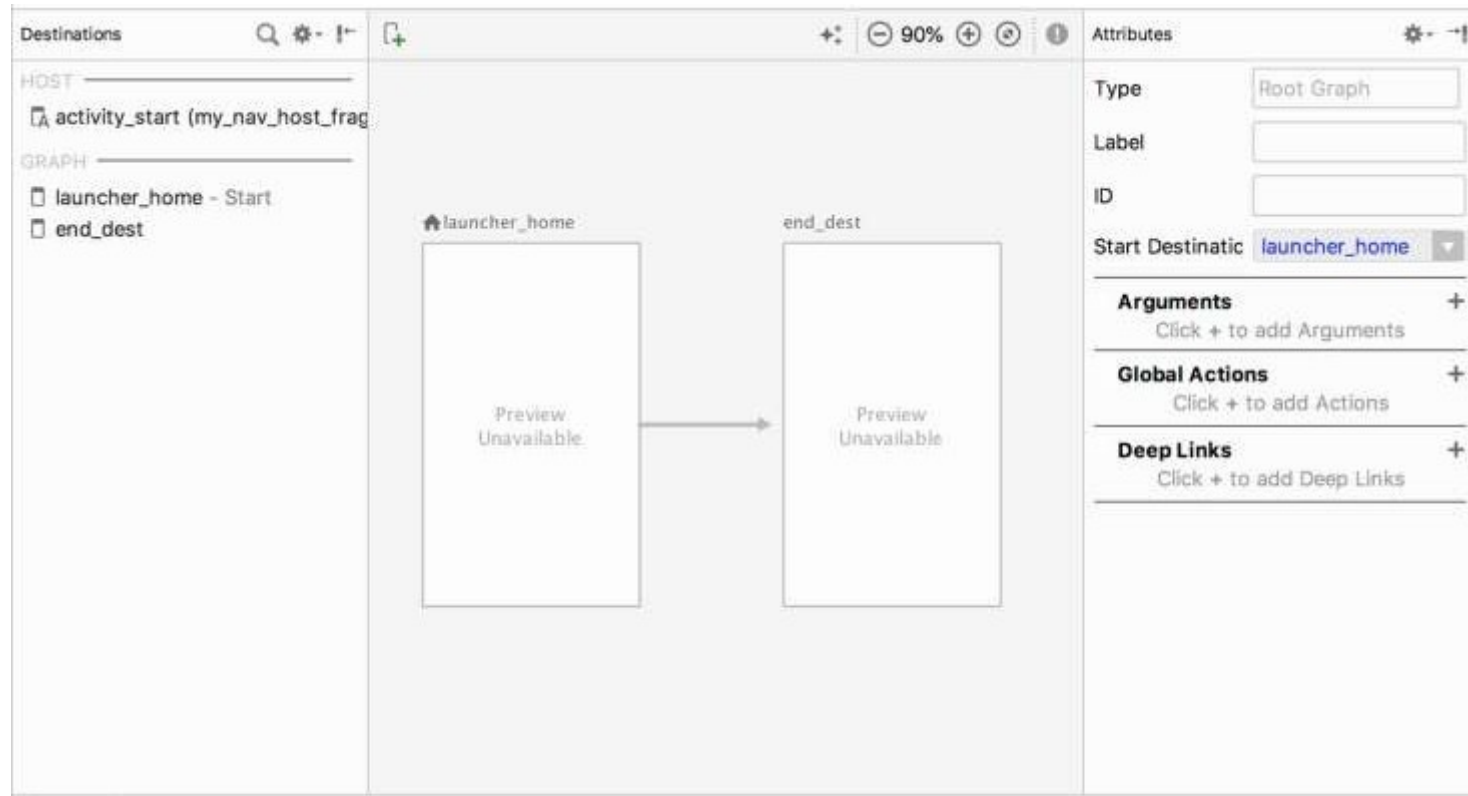 Destinations
HOST
activity_start (my_nav_host_frag
GRAPH
launcher_home - Start
end_dest
90%
launcher_home
Preview
Unavailable
end_dest
Preview
Unavailable
Attributes
Type Root Graph
Label
ID
Start Destinatic launcher_home
Arguments +
Click + to add Arguments
Global Actions +
Click + to add Actions
Deep Links +
Click + to add Deep Links